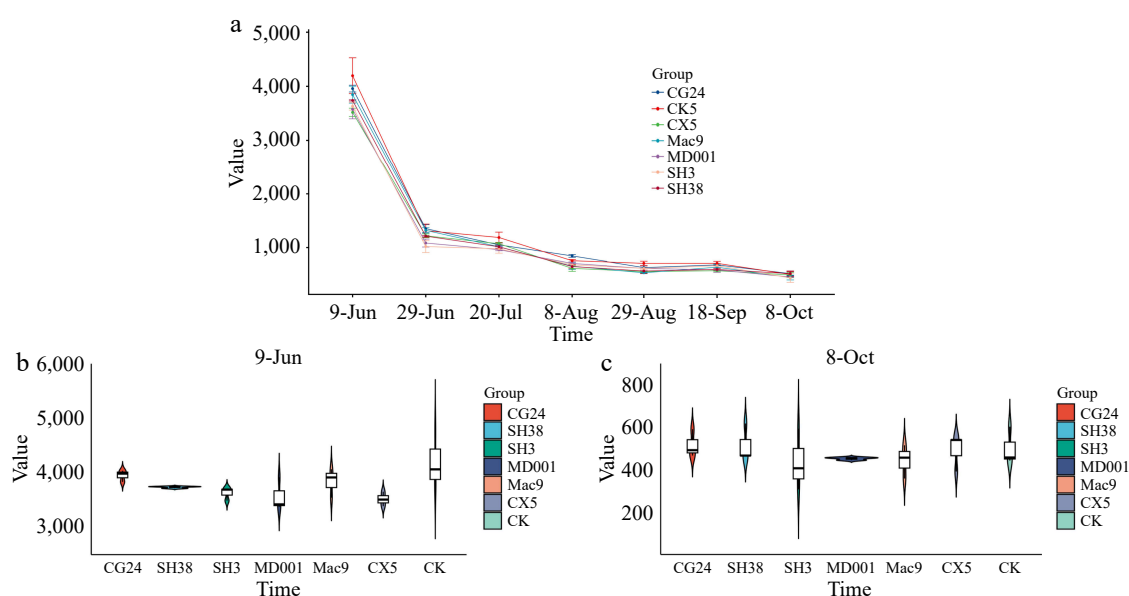 a
5,000
4,000
3,000
2,000
1,000
Value
Group
CG24
CK5
CX5
Mac9
MD001
SH3
SH38
9-Jun 29-Jun 20-Jul 8-Aug 29-Aug 18-Sep 8-Oct
Time
b
9-Jun
6,000
5,000
4,000
3,000
Value
Group
CG24
SH38
SH3
MD001
Mac9
CX5
CK
CG24 SH38 SH3 MD001 Mac9 CX5 CK
Time
c
8-Oct
800
600
400
200
Value
Group
CG24
SH38
SH3
MD001
Mac9
CX5
CK
CG24 SH38 SH3 MD001 Mac9 CX5 CK
Time